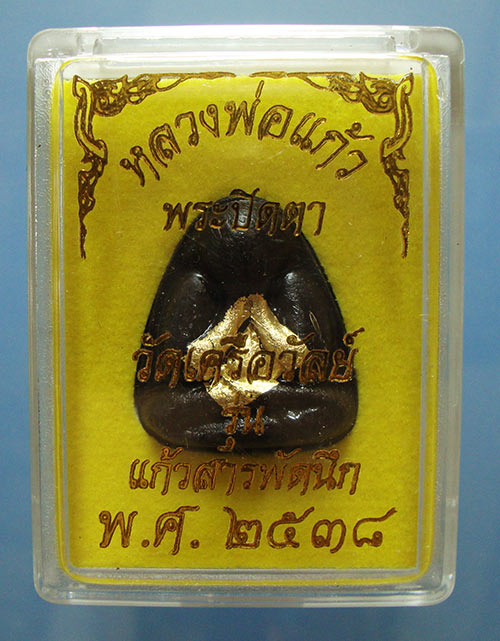 หลวงพ่อแก้ว
พระปิดตา
วัดเครือวัลย์
รุ่น
แก้วสารพัดนึก
พ.ศ. ๒๕๓๘